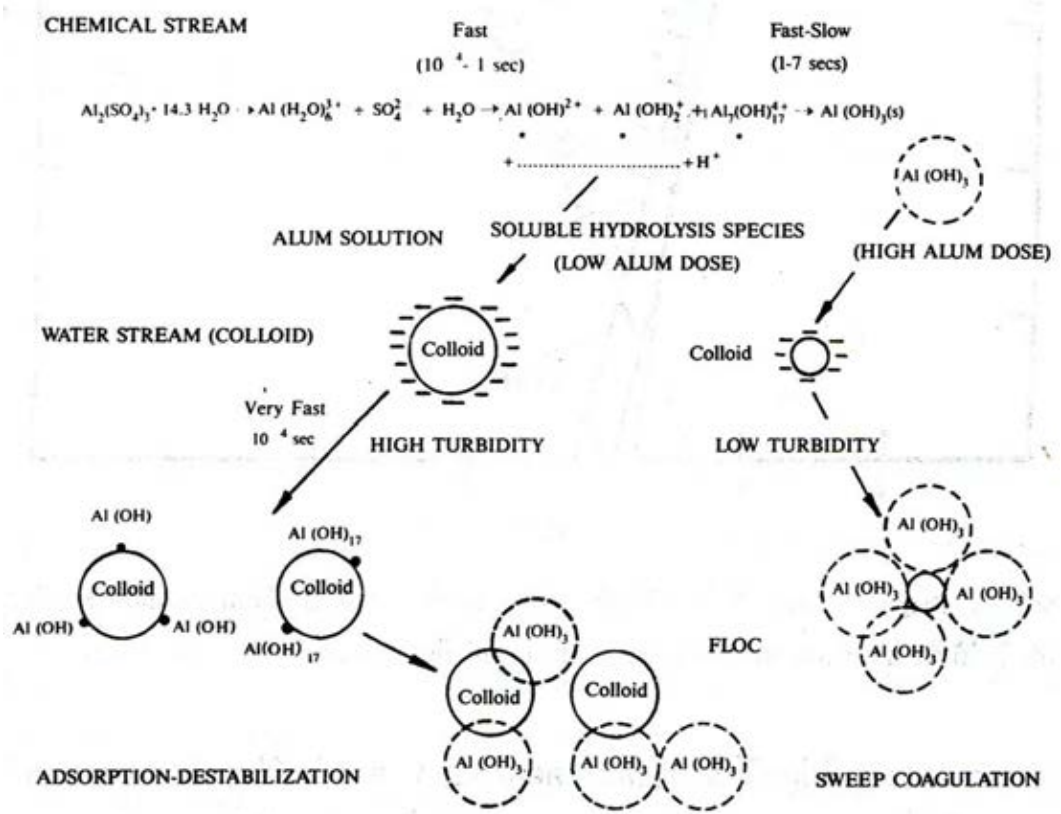 CHEMICAL STREAM
Fast
(10 ⁴- 1 sec)
Fast-Slow
(1-7 secs)
Al₂(SO₄)₃· 14.3 H₂O → Al (H₂O)₆³⁺ + SO₄² + H₂O → Al (OH)²⁺ + Al (OH)₂⁺ + Al₇(OH)₁₇⁴⁺ → Al (OH)₃(s)
+ ........................ + H⁺
Al (OH)₃
ALUM SOLUTION
SOLUBLE HYDROLYSIS SPECIES
(LOW ALUM DOSE)
(HIGH ALUM DOSE)
WATER STREAM (COLLOID)
Colloid
Colloid
Very Fast
10 ⁴ sec
HIGH TURBIDITY
LOW TURBIDITY
Al (OH)
Colloid
Al (OH)
Al (OH)
Al (OH)₁₇
Colloid
Al(OH) ₁₇
Al (OH)₃
Al (OH)₃
Al (OH)₃
Al (OH)₃
FLOC
Al (OH)₃
Colloid
Colloid
Al (OH)₃
Al (OH)₃
Al (OH)₃
ADSORPTION-DESTABILIZATION
SWEEP COAGULATION